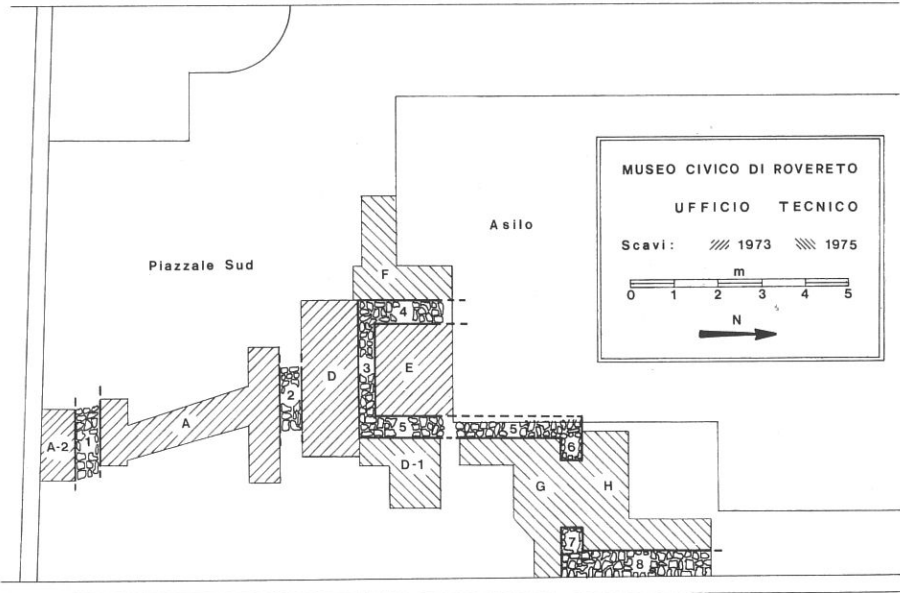 MUSEO CIVICO DI ROVERETO
UFFICIO TECNICO
Scavi: 1973 1975
m
0 1 2 3 4 5
N
Asilo
Piazzale Sud
F
4
3
E
D
2
A
A-2
1
5
5
6
D-1
G
H
7
8